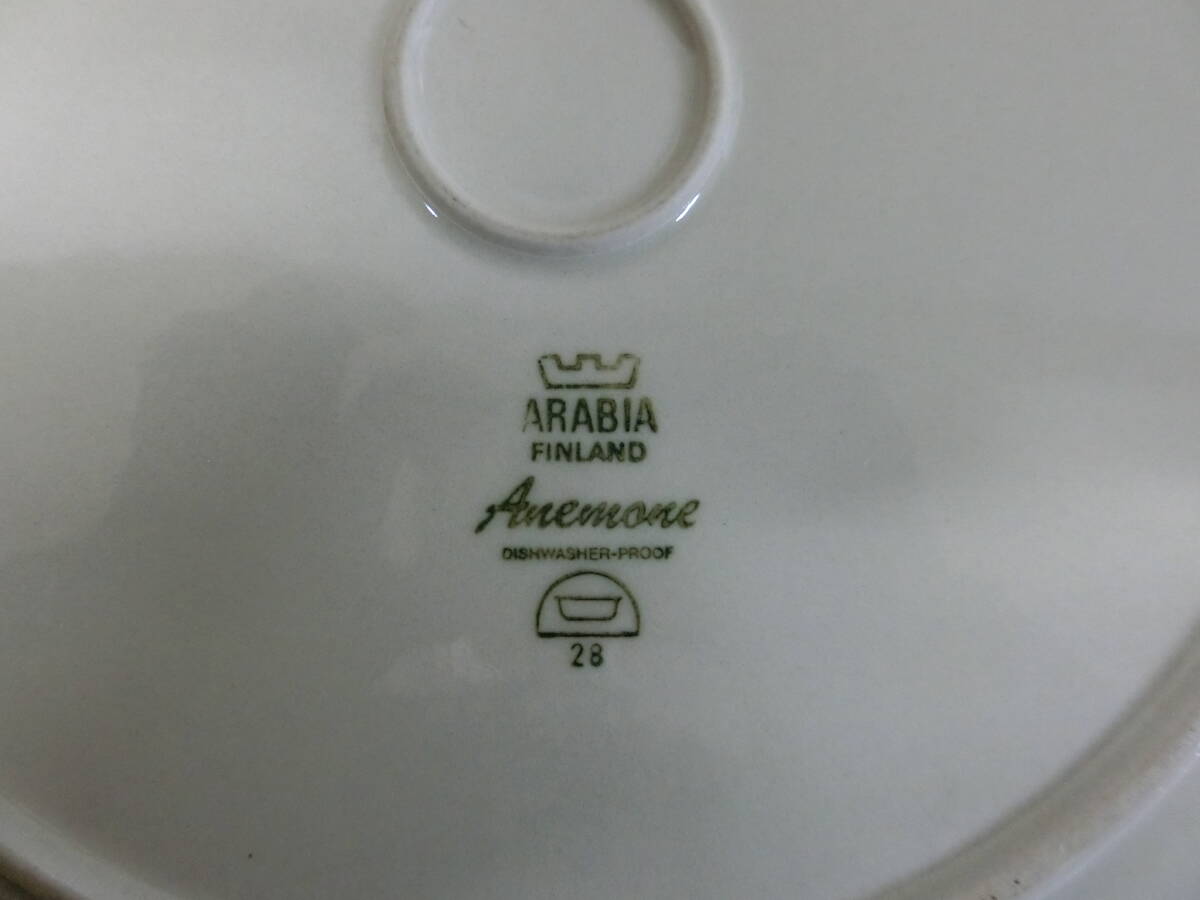 ARABIA
FINLAND
Anemone
DISHWASHER-PROOF
28